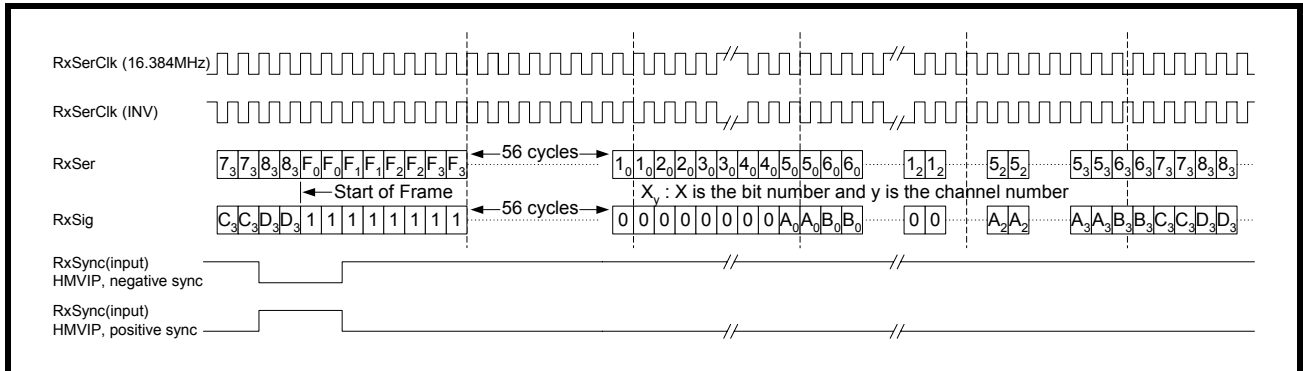 RxSerClk (16.384MHz)
RxSerClk (INV)
RxSer 7₃ 7₃ 8₃ 8₃ F₀ F₀ F₁ F₁ F₂ F₂ F₃ F₃ 56 cycles 1₀ 1₀ 2₀ 2₀ 3₀ 3₀ 4₀ 4₀ 5₀ 5₀ 6₀ 6₀ 1₂ 1₂ 5₂ 5₂ 5₃ 5₃ 6₃ 6₃ 7₃ 7₃ 8₃ 8₃
Start of Frame Xy : X is the bit number and y is the channel number
RxSig C₃ C₃ D₃ D₃ 1 1 1 1 1 1 1 1 56 cycles 0 0 0 0 0 0 0 0 A₀ A₀ B₀ B₀ 0 0 A₂ A₂ A₃ A₃ B₃ B₃ C₃ C₃ D₃ D₃
RxSync(input)
HMVIP, negative sync
RxSync(input)
HMVIP, positive sync